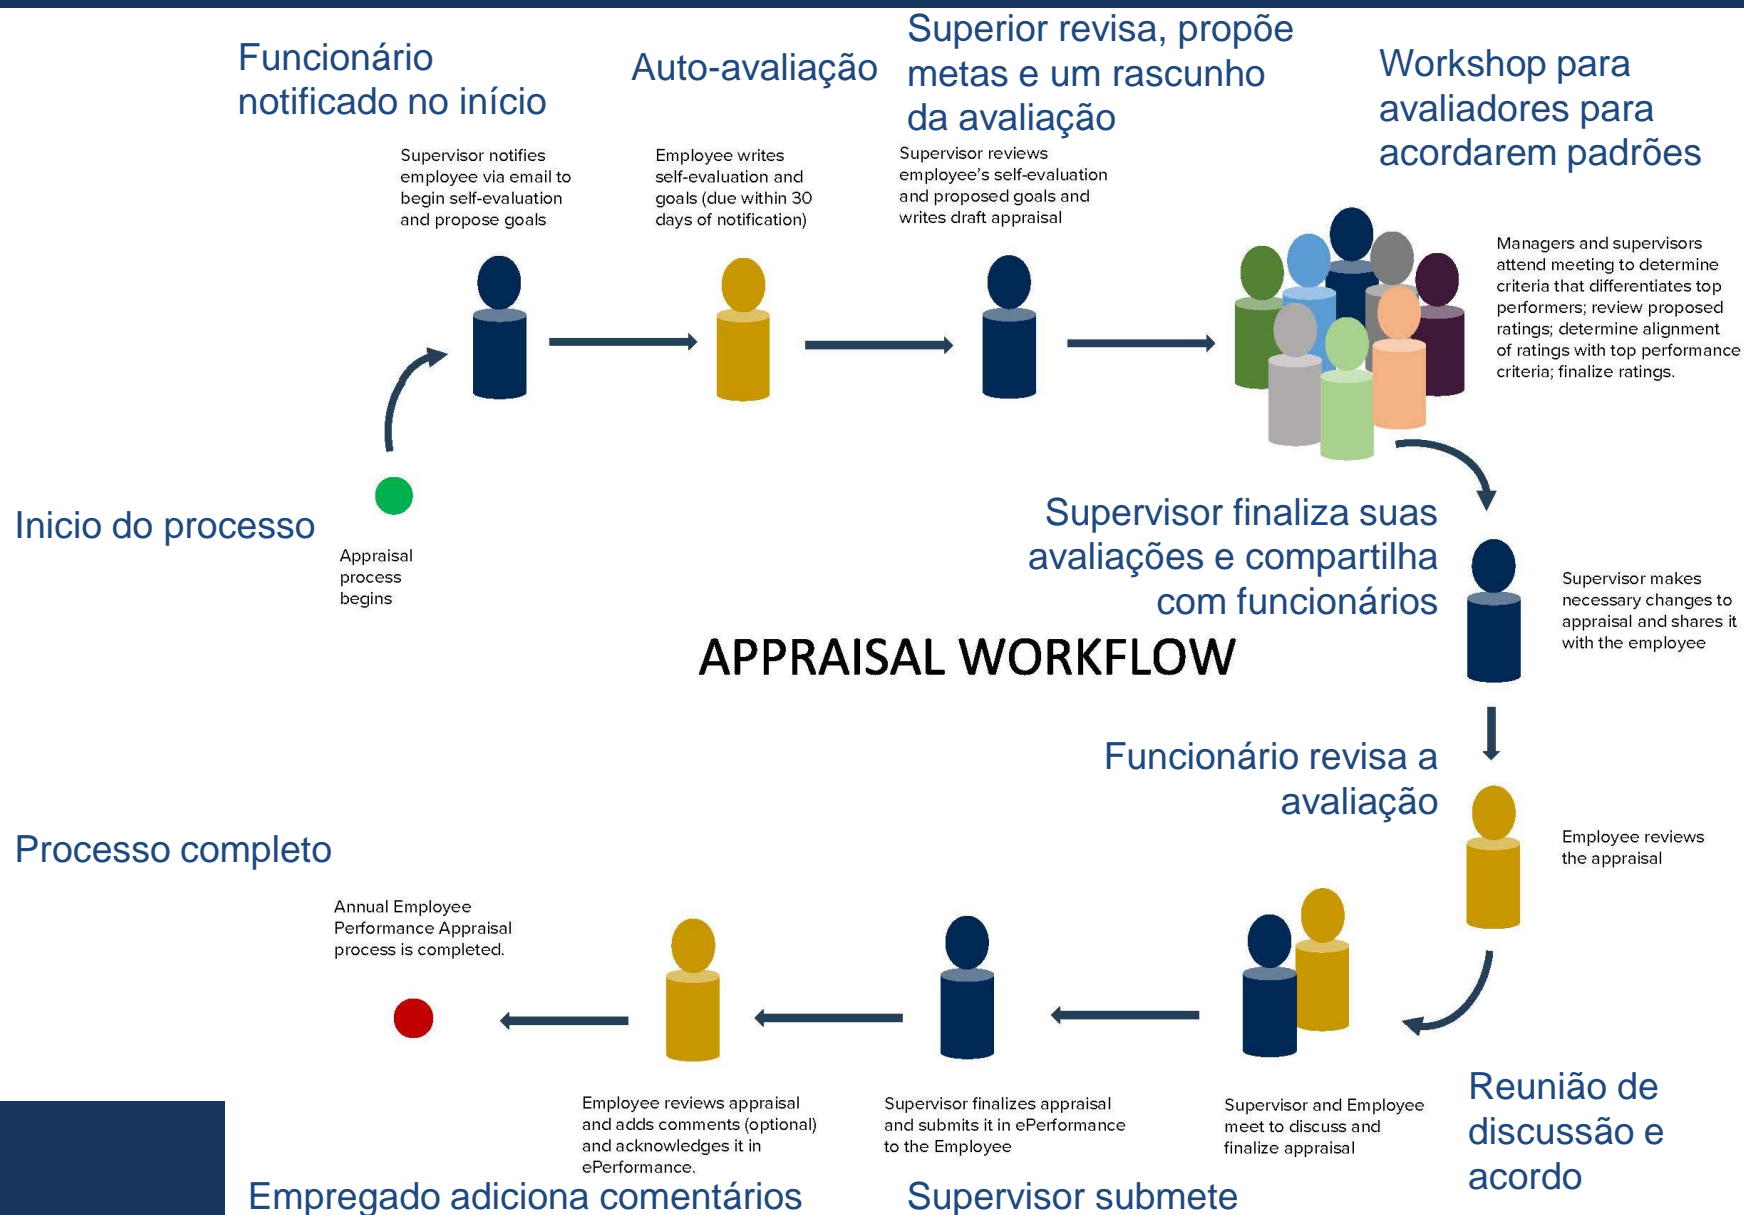 Funcionário
notificado no início
Supervisor notifies
employee via email to
begin self-evaluation
and propose goals
Auto-avaliação
Employee writes
self-evaluation and
goals (due within 30
days of notification)
Superior revisa, propõe
metas e um rascunho
da avaliação
Supervisor reviews
employee's self-evaluation
and proposed goals and
writes draft appraisal
Workshop para
avaliadores para
acordarem padrões
Managers and supervisors
attend meeting to determine
criteria that differentiates top
performers; review proposed
ratings; determine alignment
of ratings with top performance
criteria; finalize ratings.
Inicio do processo
Appraisal
process
begins
Supervisor finaliza suas
avaliações e compartilha
com funcionários
Supervisor makes
necessary changes to
appraisal and shares it
with the employee
APPRAISAL WORKFLOW
Funcionário revisa a
avaliação
Employee reviews
the appraisal
Processo completo
Annual Employee
Performance Appraisal
process is completed.
Employee reviews appraisal
and adds comments (optional)
and acknowledges it in
ePerformance.
Empregado adiciona comentários
Supervisor finalizes appraisal
and submits it in ePerformance
to the Employee
Supervisor submete
Supervisor and Employee
meet to discuss and
finalize appraisal
Reunião de
discussão e
acordo